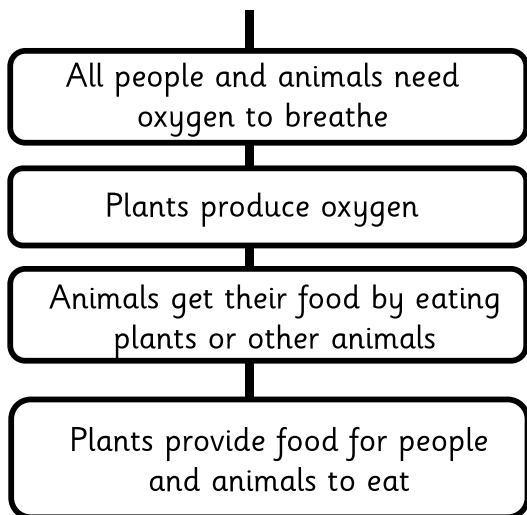 All people and animals need
oxygen to breathe
Plants produce oxygen
Animals get their food by eating
plants or other animals
Plants provide food for people
and animals to eat